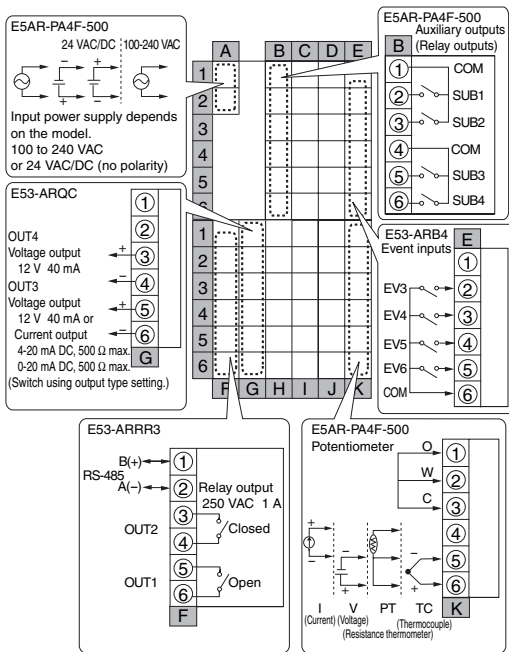 E5AR-PA4F-500
24 VAC/DC
100-240 VAC
Input power supply depends
on the model.
100 to 240 VAC
or 24 VAC/DC (no polarity)
A
B C D E
1
2
3
4
5
6
1
2
3
4
5
6
F G H I J K
E5AR-PA4F-500
Auxiliary outputs
(Relay outputs)
B
1 COM
2 SUB1
3 SUB2
4 COM
5 SUB3
6 SUB4
E53-ARQC
1
2
OUT4
Voltage output
12 V 40 mA
+ 3
− 4
OUT3
Voltage output
12 V 40 mA or
Current output
+ 5
− 6
4-20 mA DC, 500 Ω max.
0-20 mA DC, 500 Ω max.
(Switch using output type setting.)
G
E53-ARB4
Event inputs
E
1
EV3 2
EV4 3
EV5 4
EV6 5
COM 6
E53-ARRR3
B(+) 1
RS-485
A(−) 2
Relay output
250 VAC 1 A
OUT2
3
4
Closed
OUT1
5
6
Open
F
E5AR-PA4F-500
Potentiometer
O 1
W 2
C 3
4
5
6
+ −
− +
− +
I V PT TC K
(Current) (Voltage)
(Thermocouple)
(Resistance thermometer)